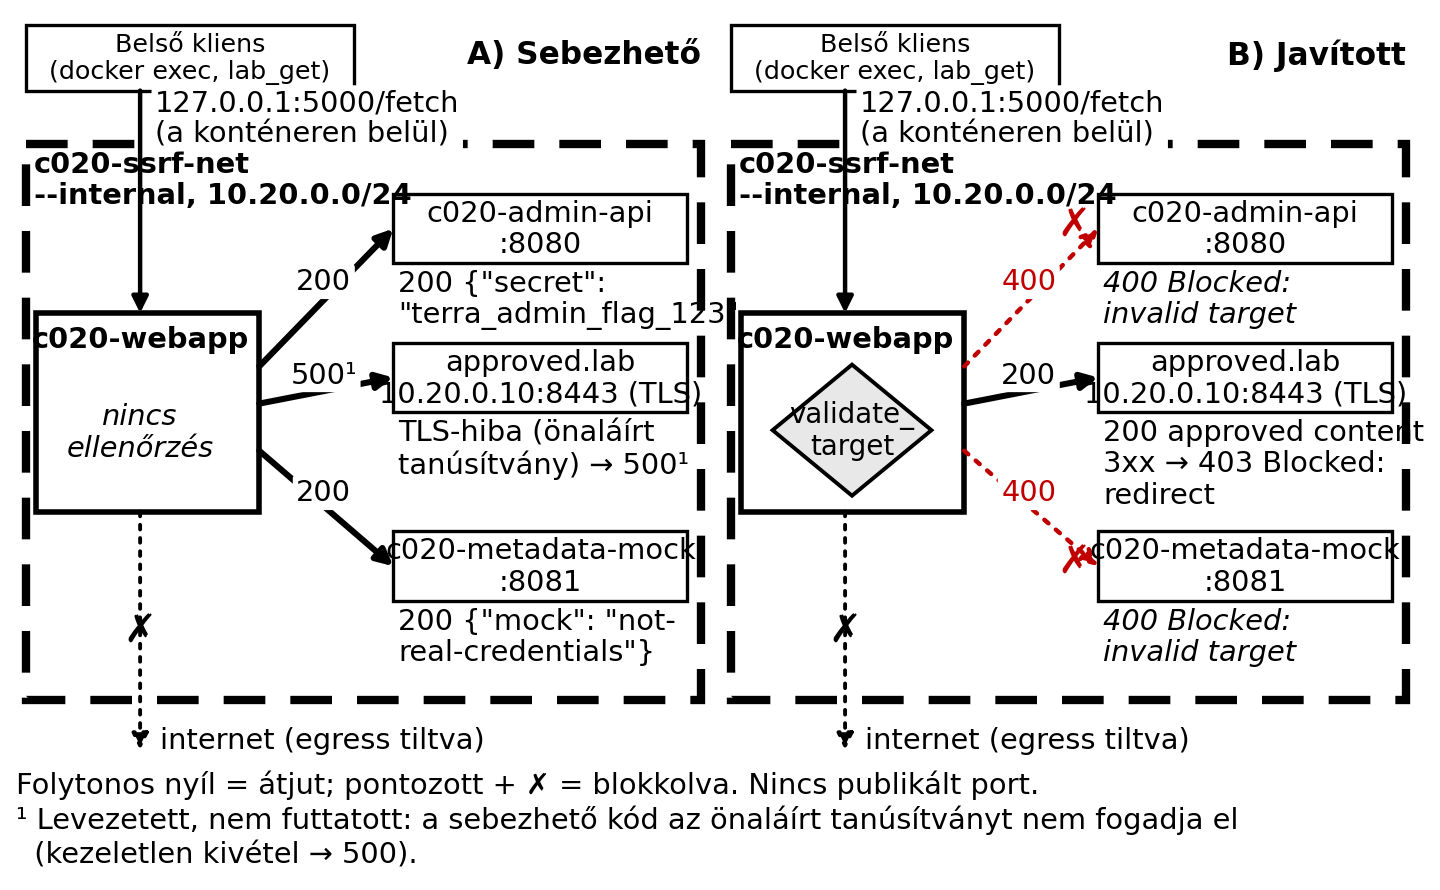 Belső kliens
(docker exec, lab_get)
A) Sebezhető
127.0.0.1:5000/fetch
(a konténeren belül)
c020-ssrf-net
--internal, 10.20.0.0/24
c020-admin-api
:8080
200
200 {"secret":
"terra_admin_flag_123"
c020-webapp
nincs
ellenőrzés
500¹
approved.lab
10.20.0.10:8443 (TLS)
TLS-hiba (önaláírt
tanúsítvány) → 500¹
200
c020-metadata-mock
:8081
✗
200 {"mock": "not-
real-credentials"}
internet (egress tiltva)
Belső kliens
(docker exec, lab_get)
B) Javított
127.0.0.1:5000/fetch
(a konténeren belül)
c020-ssrf-net
--internal, 10.20.0.0/24
✗
c020-admin-api
:8080
400
400 Blocked:
invalid target
c020-webapp
validate_
target
200
approved.lab
10.20.0.10:8443 (TLS)
200 approved content
3xx → 403 Blocked:
redirect
400
✗
c020-metadata-mock
:8081
✗
400 Blocked:
invalid target
internet (egress tiltva)
Folytonos nyíl = átjut; pontozott + ✗ = blokkolva. Nincs publikált port.
¹ Levezetett, nem futtatott: a sebezhető kód az önaláírt tanúsítványt nem fogadja el
(kezeletlen kivétel → 500).